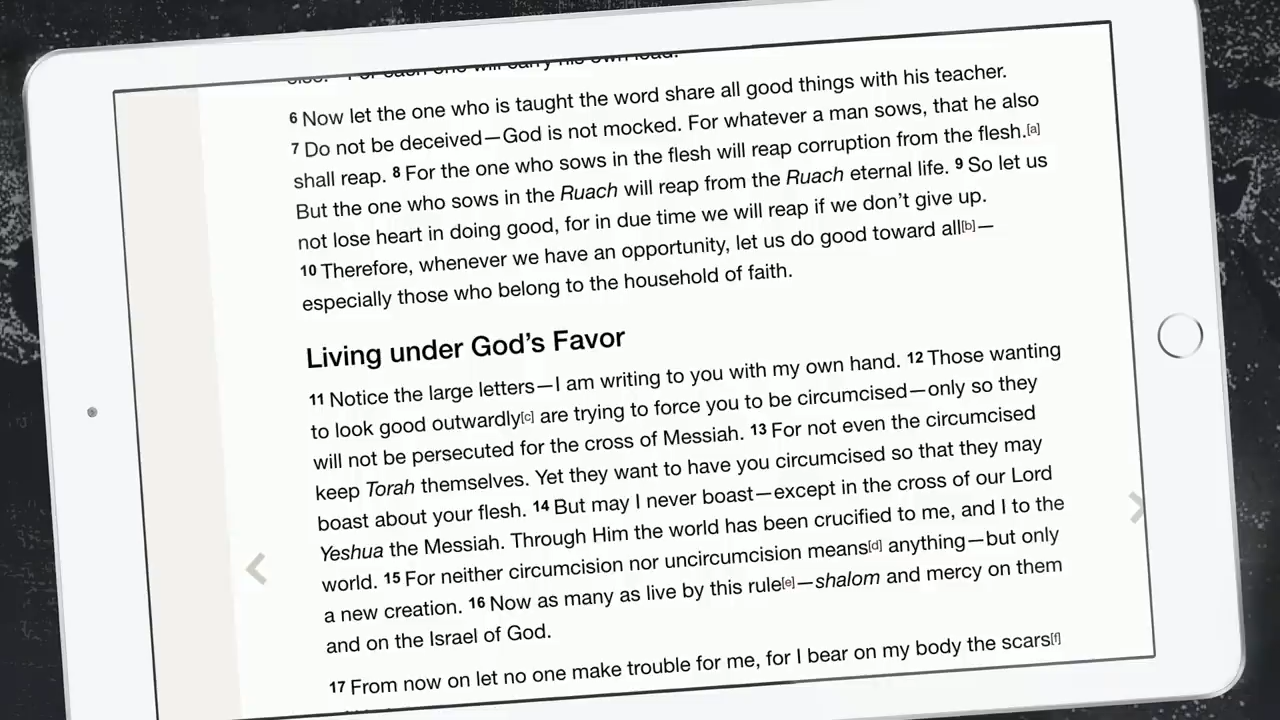 6 Now let the one who is taught the word share all good things with his teacher.
7 Do not be deceived—God is not mocked. For whatever a man sows, that he also
shall reap. 8 For the one who sows in the flesh will reap corruption from the flesh.[a]
But the one who sows in the Ruach will reap from the Ruach eternal life. 9 So let us
not lose heart in doing good, for in due time we will reap if we don’t give up.
10 Therefore, whenever we have an opportunity, let us do good toward all[b]—
especially those who belong to the household of faith.
Living under God’s Favor
11 Notice the large letters—I am writing to you with my own hand. 12 Those wanting
to look good outwardly[c] are trying to force you to be circumcised—only so they
will not be persecuted for the cross of Messiah. 13 For not even the circumcised
keep Torah themselves. Yet they want to have you circumcised so that they may
boast about your flesh. 14 But may I never boast—except in the cross of our Lord
Yeshua the Messiah. Through Him the world has been crucified to me, and I to the
world. 15 For neither circumcision nor uncircumcision means[d] anything—but only
a new creation. 16 Now as many as live by this rule[e]—shalom and mercy on them
and on the Israel of God.
17 From now on let no one make trouble for me, for I bear on my body the scars[f]